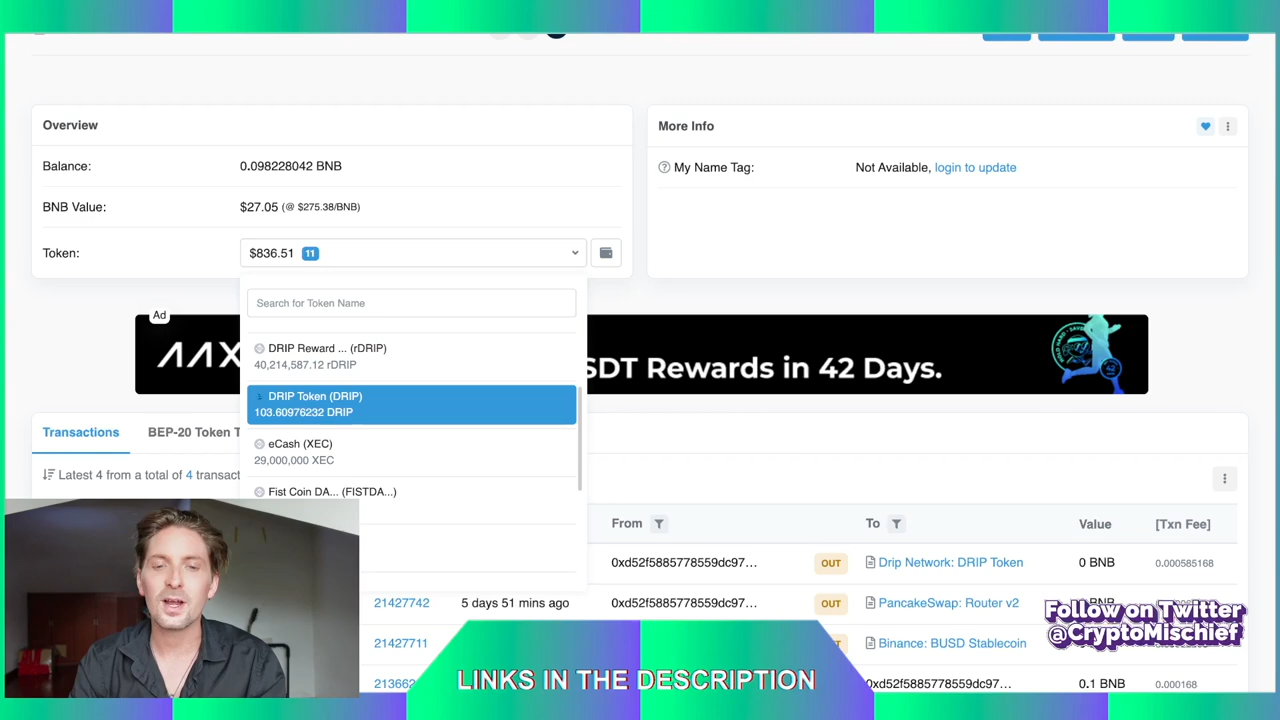 Overview
Balance: 0.098228042 BNB
BNB Value: $27.05 (@ $275.38/BNB)
Token: $836.51 11
Search for Token Name
DRIP Reward ... (rDRIP)
40,214,587.12 rDRIP
DRIP Token (DRIP)
103.60976232 DRIP
eCash (XEC)
29,000,000 XEC
Fist Coin DA... (FISTDA...)
More Info
My Name Tag: Not Available, login to update
Ad
AAX
SDT Rewards in 42 Days.
Transactions BEP-20 Token T
Latest 4 from a total of 4 transact
From To Value [Txn Fee]
0xd52f5885778559dc97... OUT Drip Network: DRIP Token 0 BNB 0.000585168
21427742 5 days 51 mins ago 0xd52f5885778559dc97... OUT PancakeSwap: Router v2 BNB
21427711 Binance: BUSD Stablecoin
0xd52f5885778559dc97... 0.1 BNB 0.000168
Follow on Twitter
@CryptoMischief
LINKS IN THE DESCRIPTION